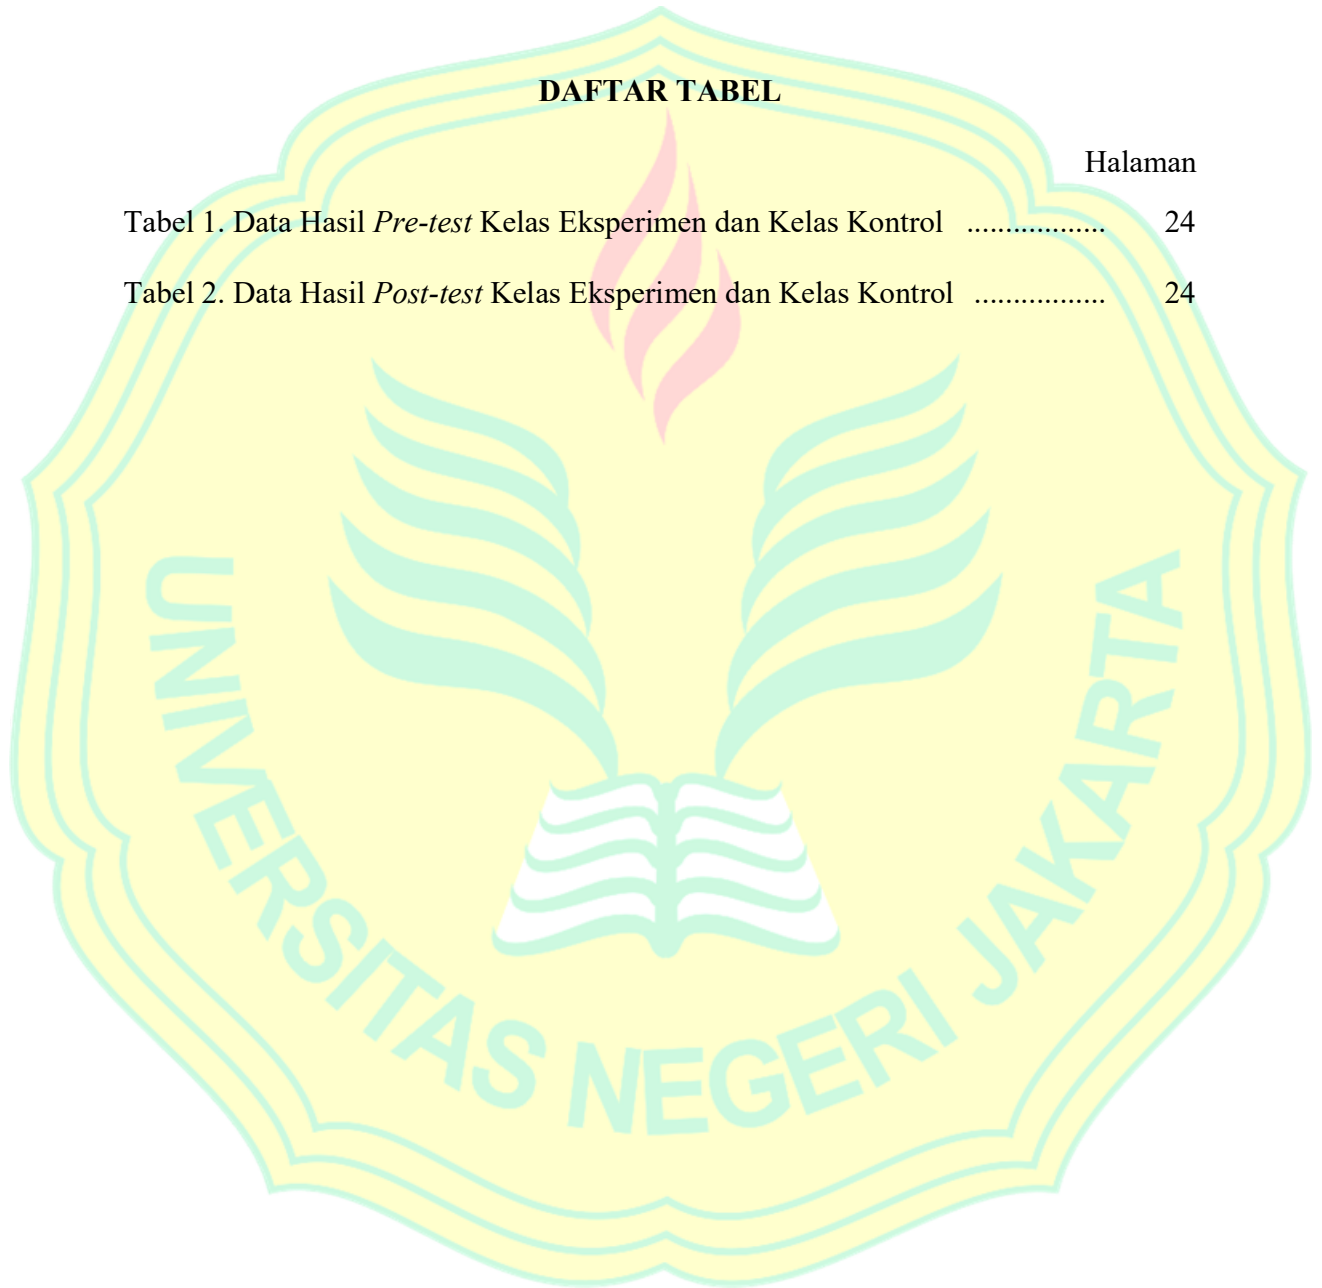 DAFTAR TABEL
Halaman
Tabel 1. Data Hasil Pre-test Kelas Eksperimen dan Kelas Kontrol ................. 24
Tabel 2. Data Hasil Post-test Kelas Eksperimen dan Kelas Kontrol ................. 24
UNIVERSITAS NEGERI JAKARTA